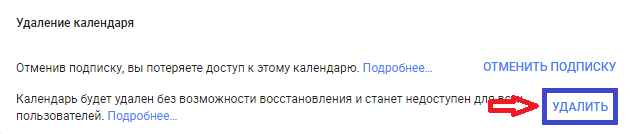 Удаление календаря
Отменив подписку, вы потеряете доступ к этому календарю. Подробнее… ОТМЕНИТЬ ПОДПИСКУ
Календарь будет удален без возможности восстановления и станет недоступен для всех УДАЛИТЬ
пользователей. Подробнее…